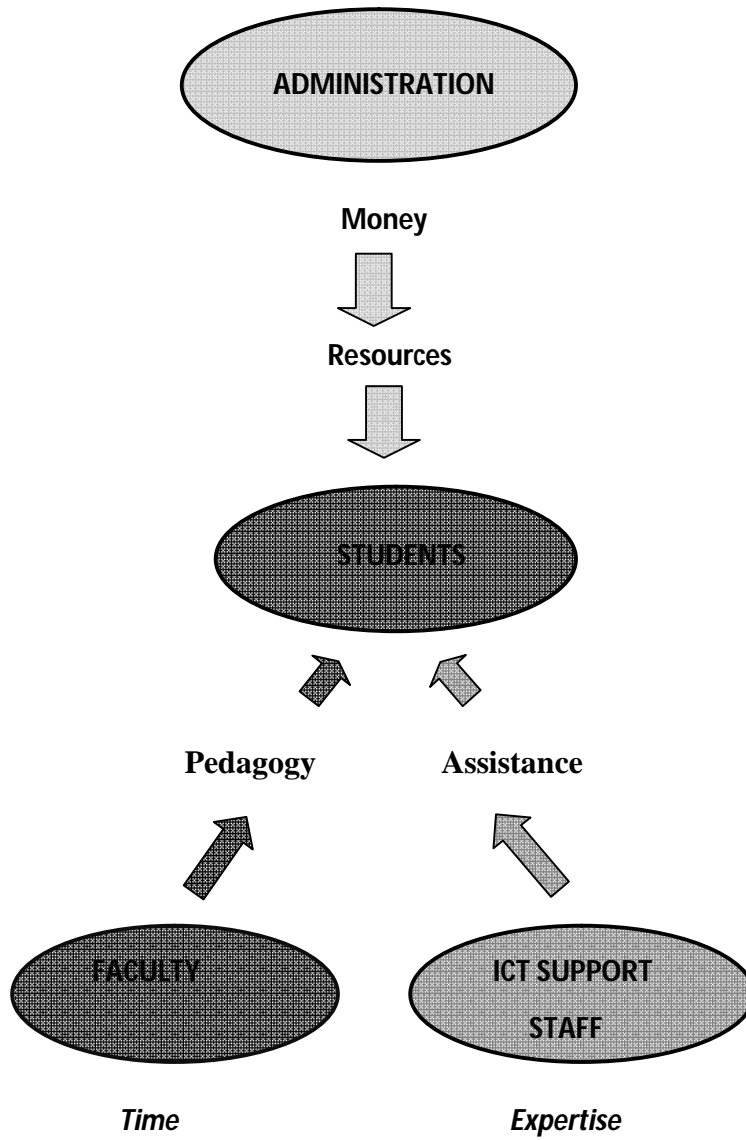 ADMINISTRATION
Money
Resources
STUDENTS
Pedagogy Assistance
FACULTY ICT SUPPORT
STAFF
Time Expertise